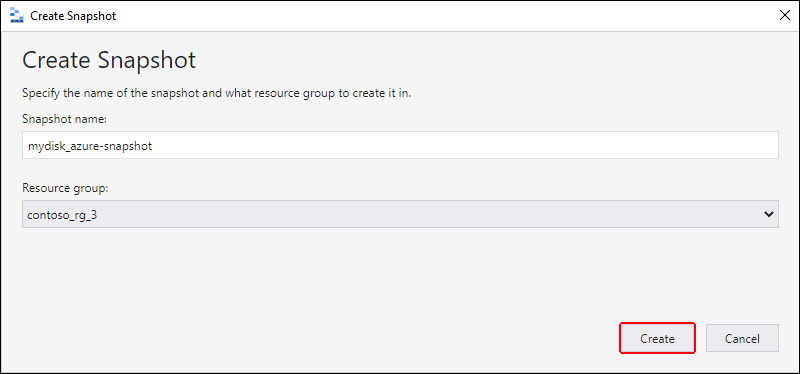 Create Snapshot
Create Snapshot
Specify the name of the snapshot and what resource group to create it in.
Snapshot name:
mydisk_azure-snapshot
Resource group:
contoso_rg_3
Create
Cancel